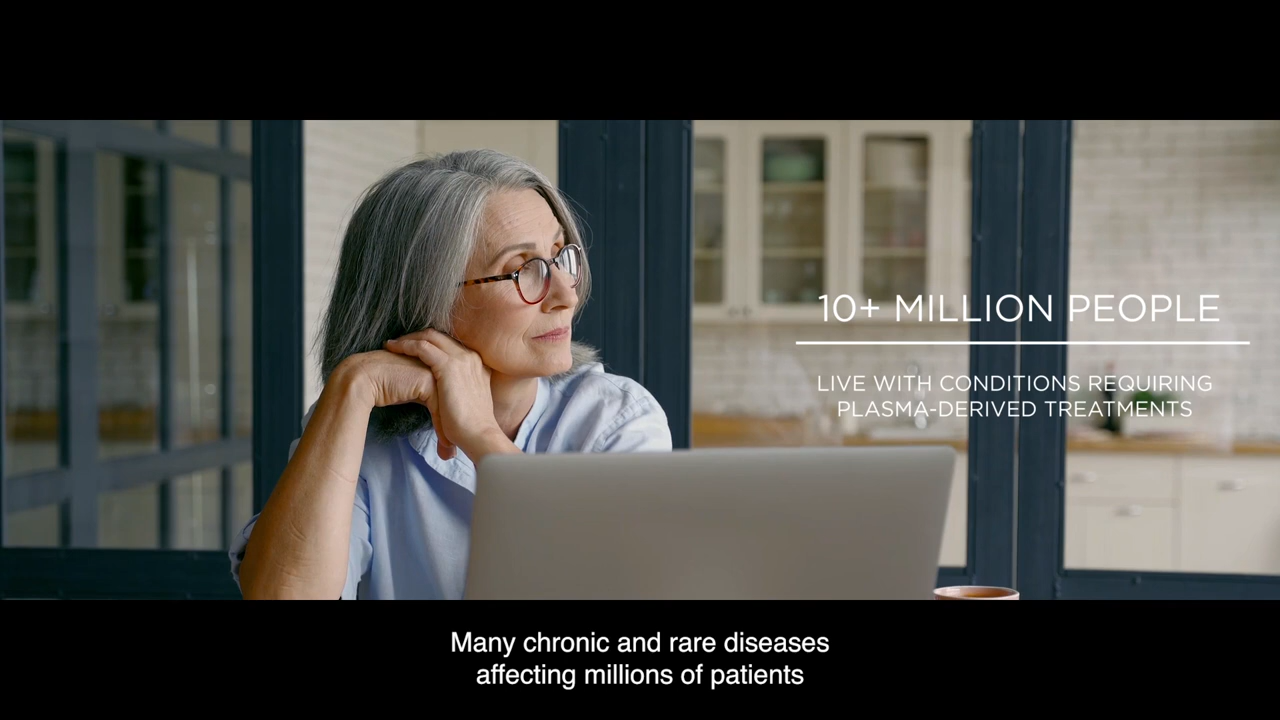 10+ MILLION PEOPLE
LIVE WITH CONDITIONS REQUIRING
PLASMA-DERIVED TREATMENTS
Many chronic and rare diseases
affecting millions of patients